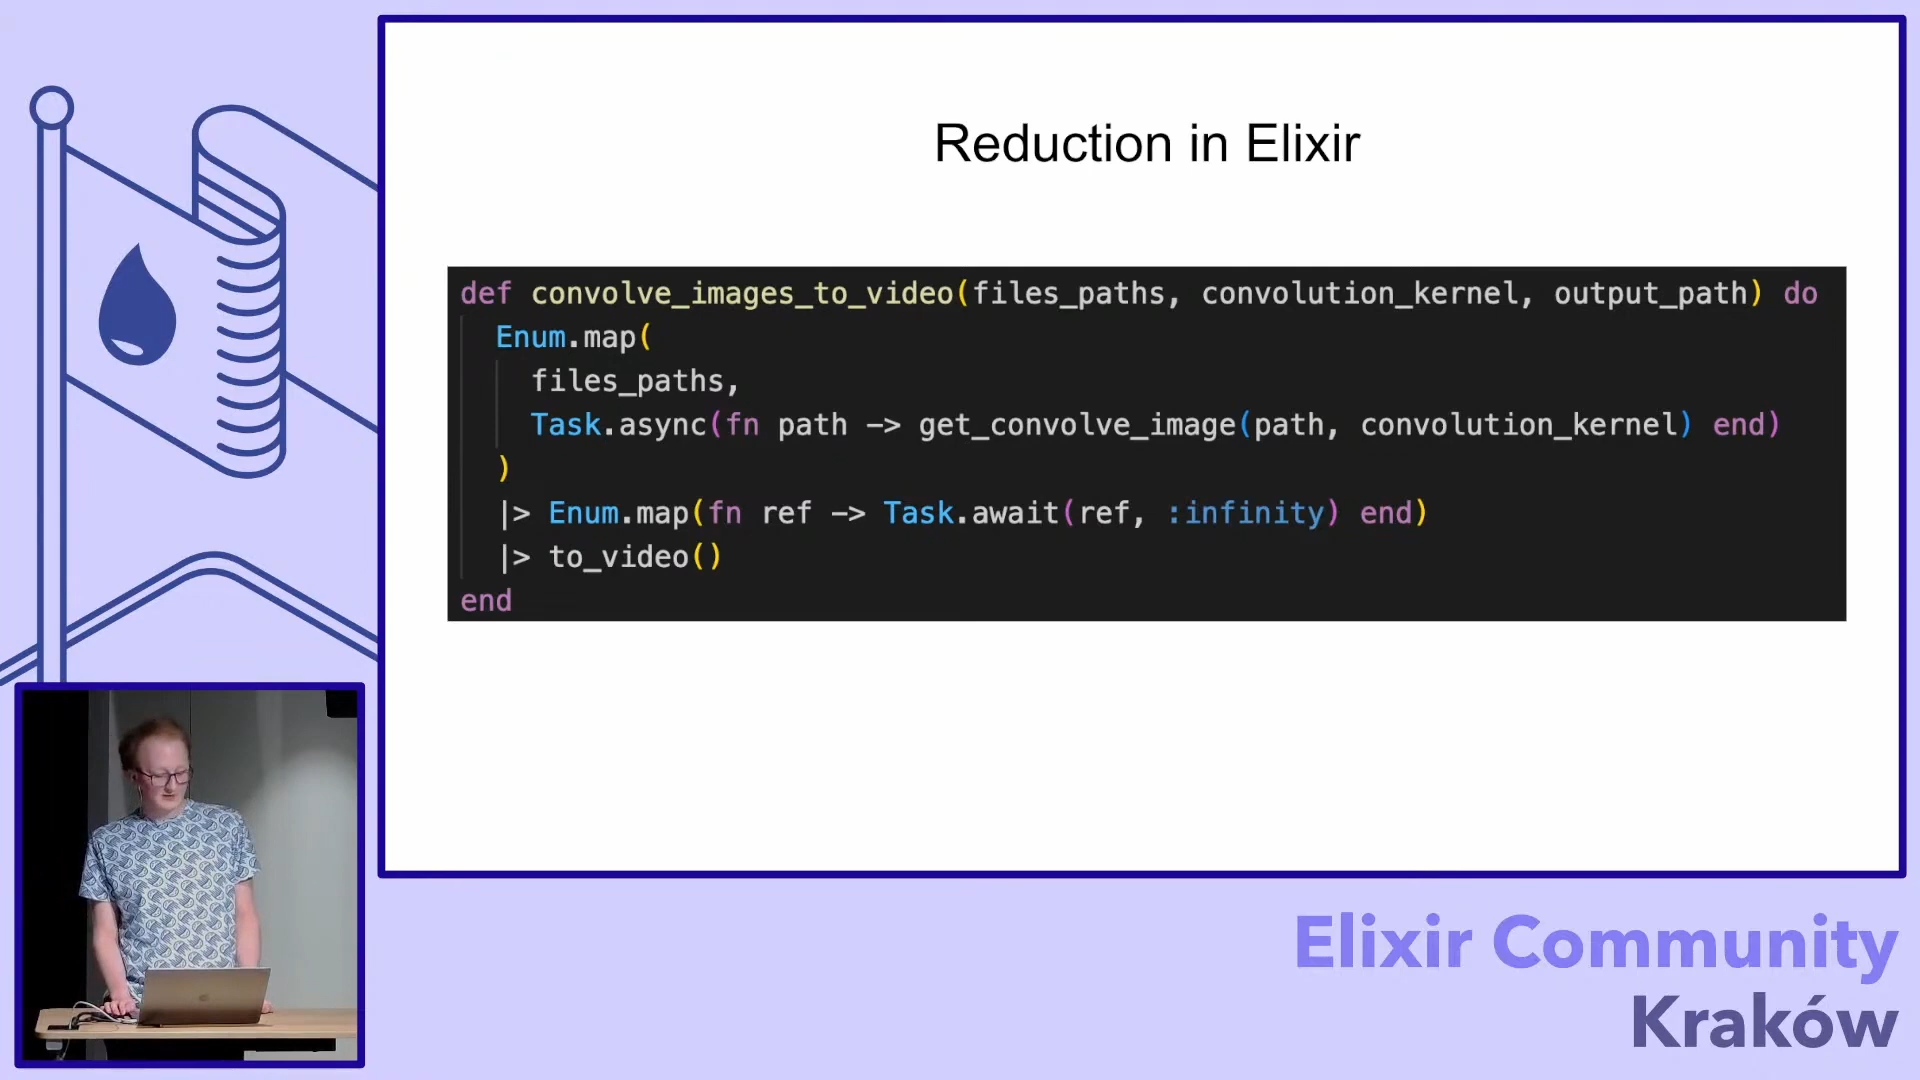 Reduction in Elixir
def convolve_images_to_video(files_paths, convolution_kernel, output_path) do
Enum.map(
files_paths,
Task.async(fn path -> get_convolve_image(path, convolution_kernel) end)
)
|> Enum.map(fn ref -> Task.await(ref, :infinity) end)
|> to_video()
end
Elixir Community
Kraków